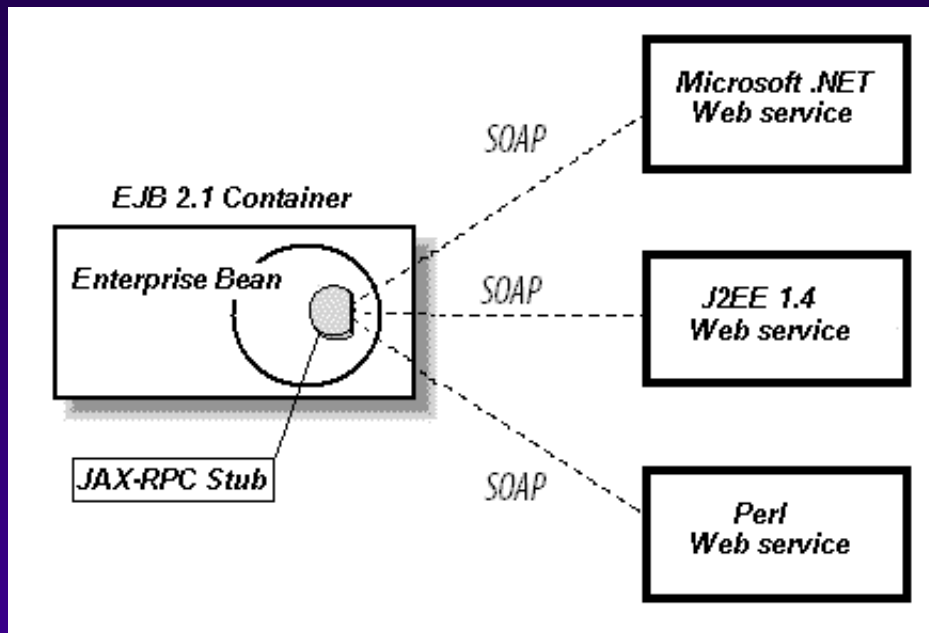 Microsoft .NET
Web service
SOAP
EJB 2.1 Container
Enterprise Bean
SOAP
J2EE 1.4
Web service
JAX-RPC Stub
SOAP
Perl
Web service